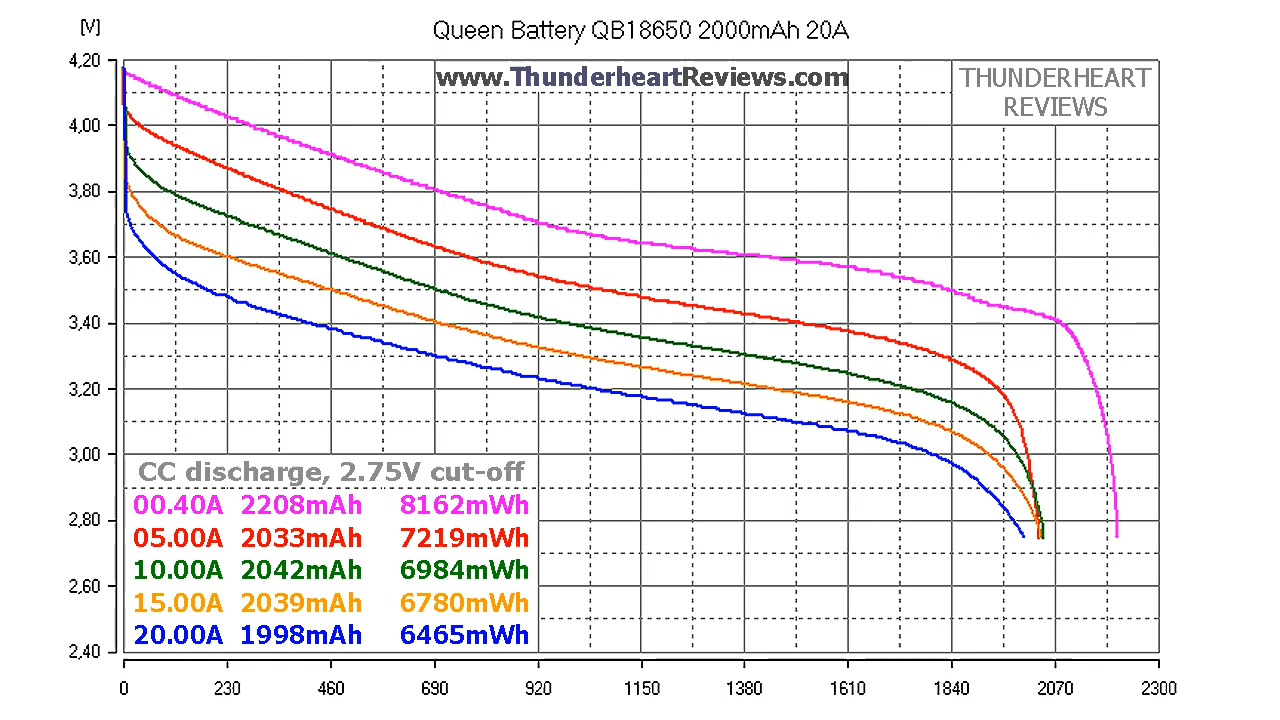 [V]
Queen Battery QB18650 2000mAh 20A
www.ThunderheartReviews.com
THUNDERHEART
REVIEWS
4,20
4,00
3,80
3,60
3,40
3,20
3,00
2,80
2,60
2,40
CC discharge, 2.75V cut-off
00.40A 2208mAh 8162mWh
05.00A 2033mAh 7219mWh
10.00A 2042mAh 6984mWh
15.00A 2039mAh 6780mWh
20.00A 1998mAh 6465mWh
0 230 460 690 920 1150 1380 1610 1840 2070 2300